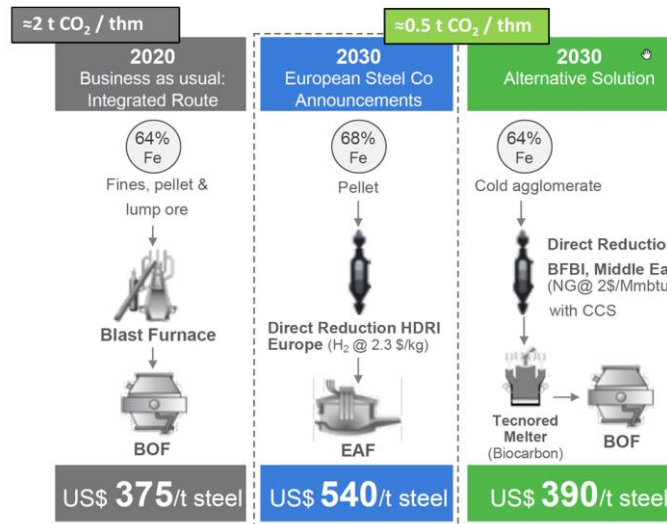 ≈2 t CO₂ / thm
≈0.5 t CO₂ / thm
2020
Business as usual:
Integrated Route
64%
Fe
Fines, pellet &
lump ore
Blast Furnace
BOF
US$ 375/t steel
2030
European Steel Co
Announcements
68%
Fe
Pellet
Direct Reduction HDRI
Europe (H₂ @ 2.3 $/kg)
EAF
US$ 540/t steel
2030
Alternative Solution
64%
Fe
Cold agglomerate
Direct Reduction
BFBI, Middle Ea
(NG@ 2$/Mmbtu
with CCS
Tecnored
Melter
(Biocarbon)
BOF
US$ 390/t steel